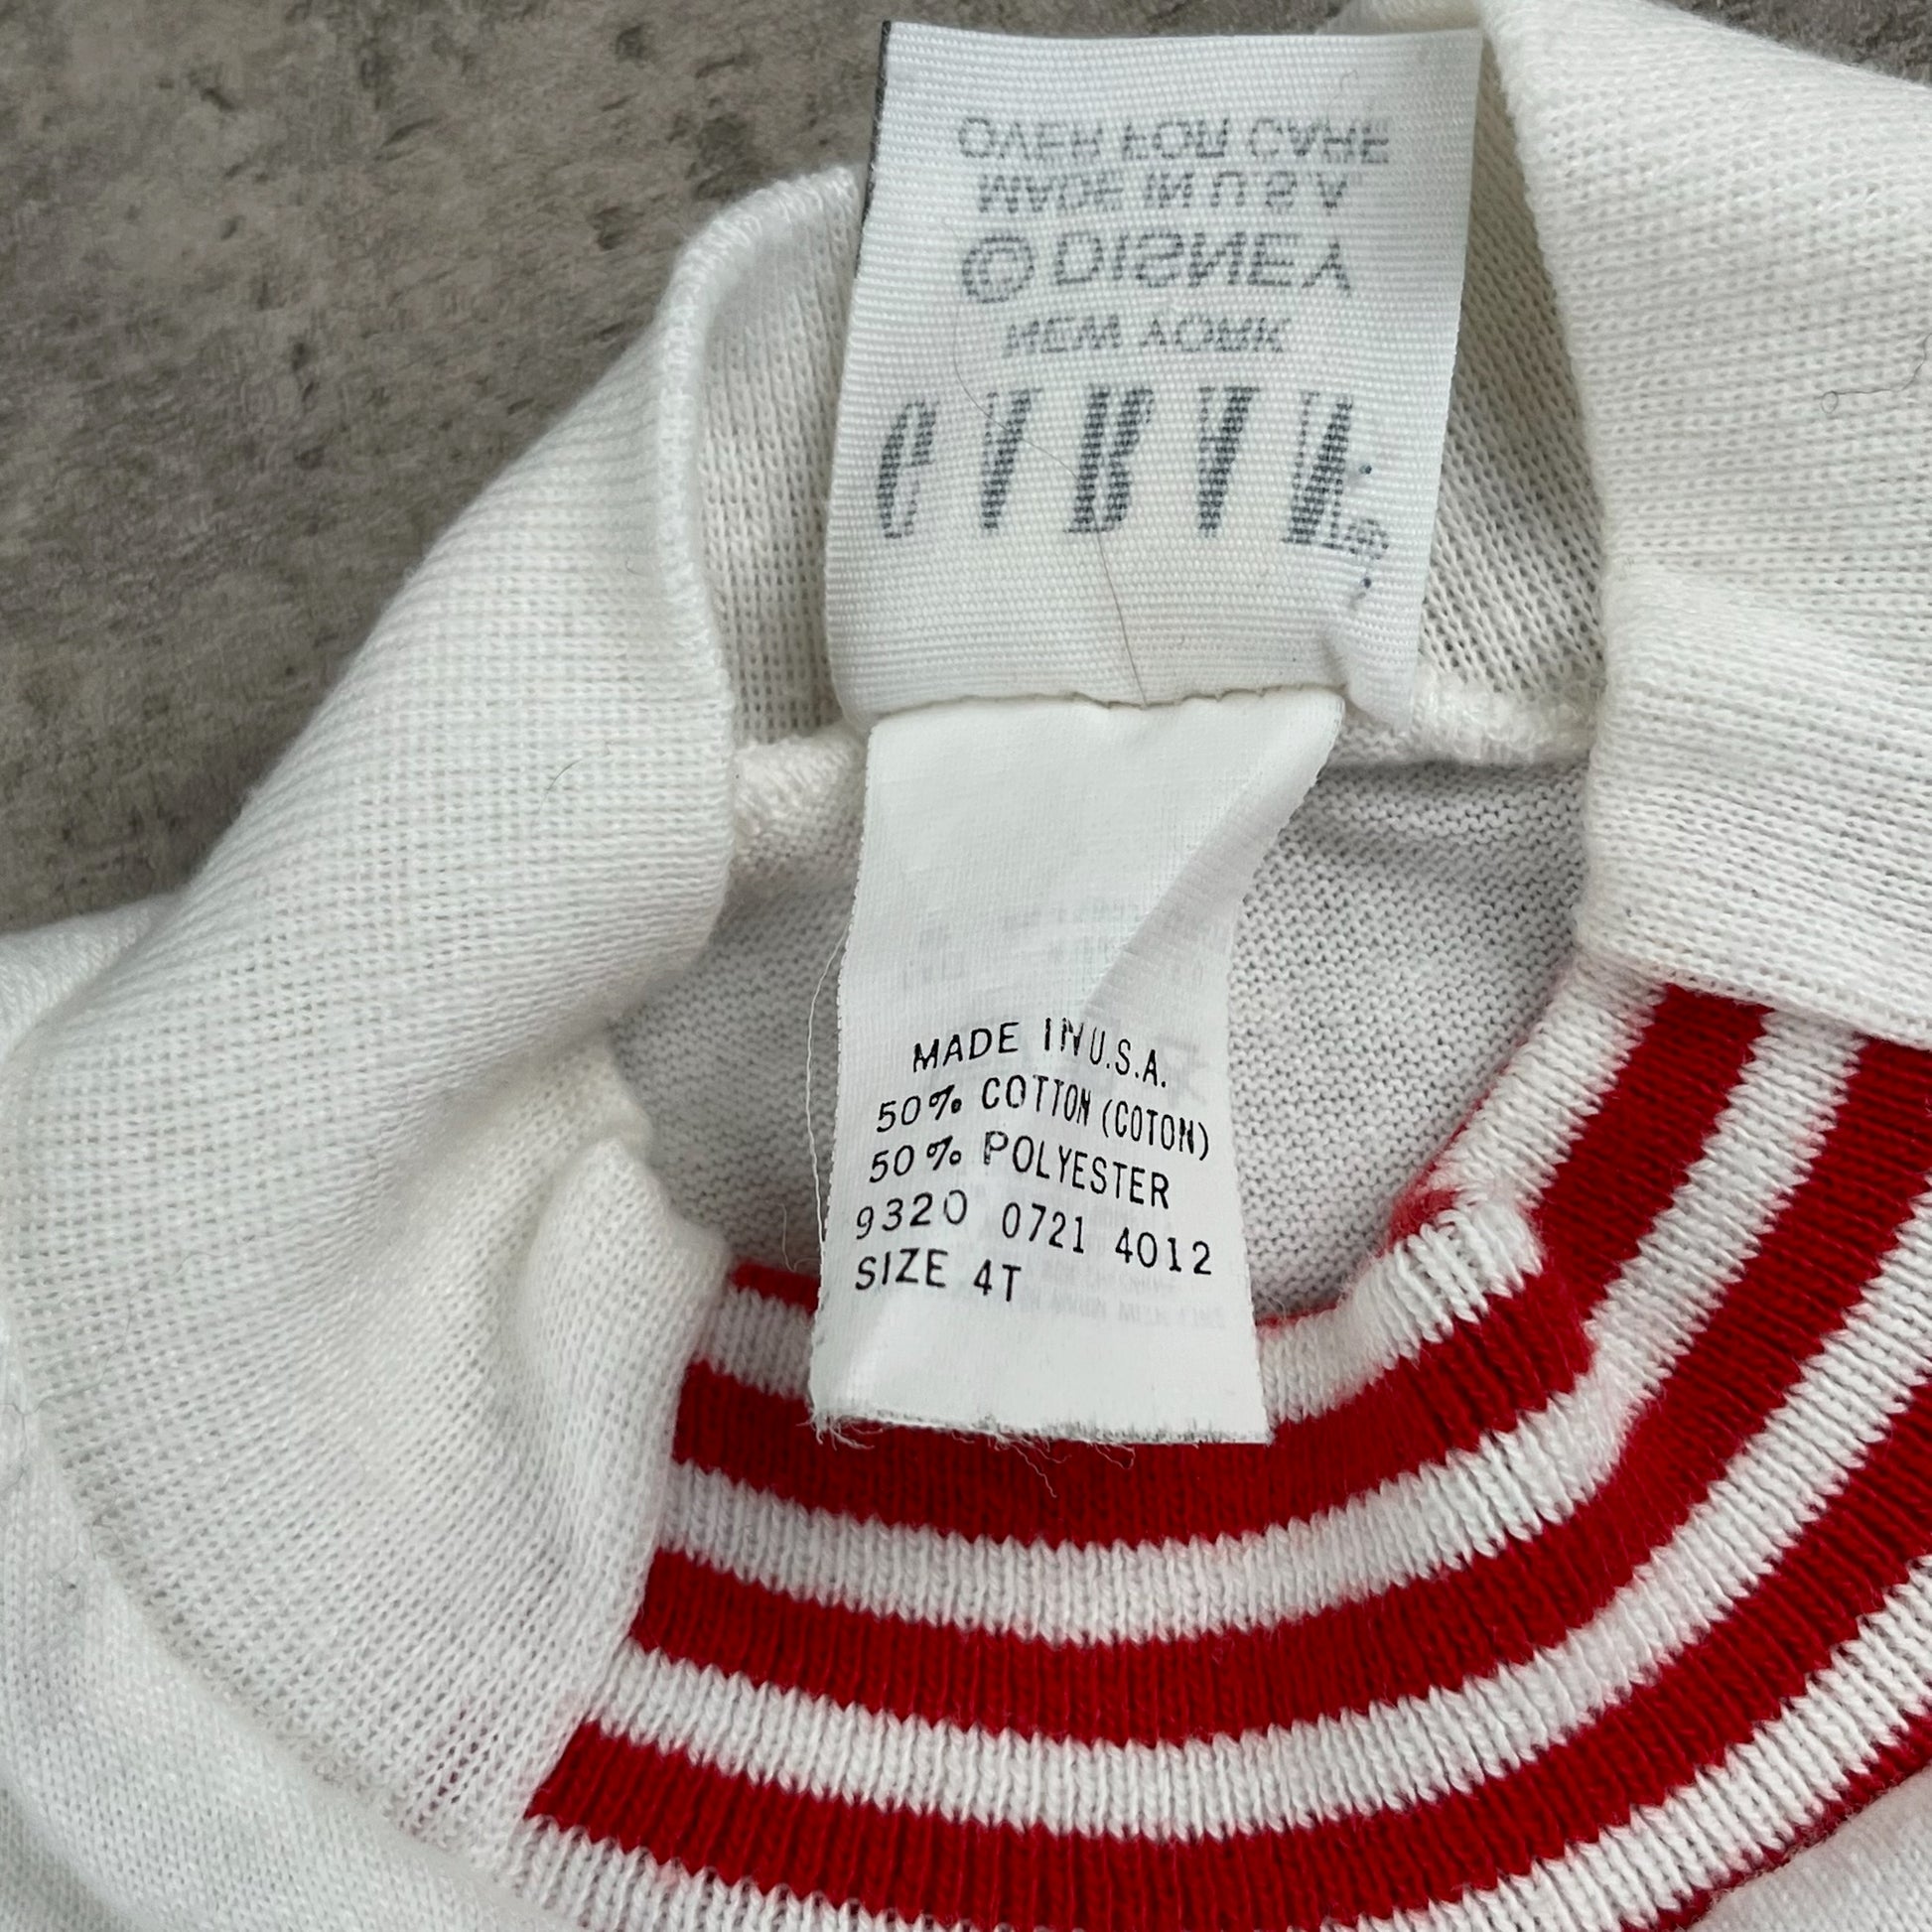 NEW YORK
© DISNEY
MADE IN U S A
OVER FOR CARE
MADE IN U.S.A.
50% COTTON (COTON)
50% POLYESTER
9320 0721 4012
SIZE 4T